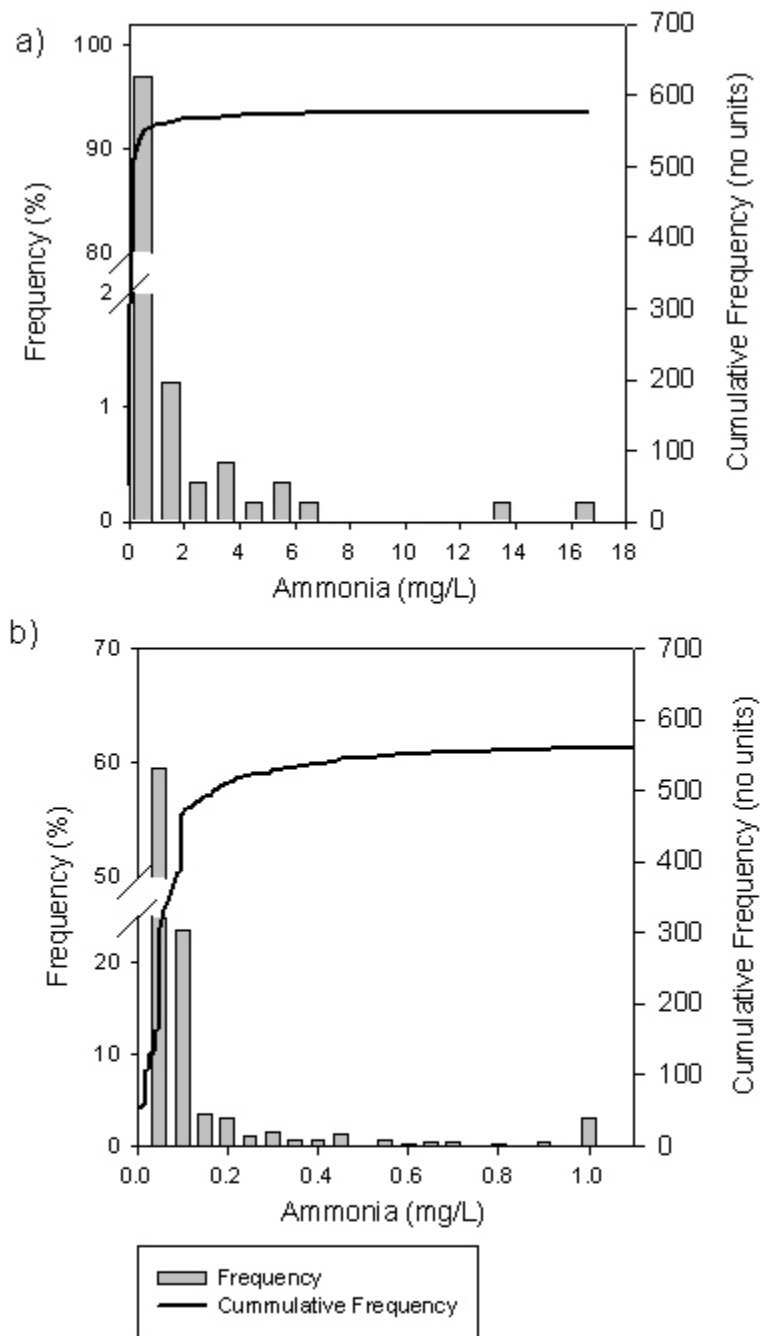 a)
100
90
80
2
1
0
Frequency (%)
700
600
500
400
300
200
100
0
Cumulative Frequency (no units)
0 2 4 6 8 10 12 14 16 18
Ammonia (mg/L)
b)
70
60
50
20
10
0
Frequency (%)
700
600
500
400
300
200
100
0
Cumulative Frequency (no units)
0.0 0.2 0.4 0.6 0.8 1.0
Ammonia (mg/L)
Frequency
Cummulative Frequency